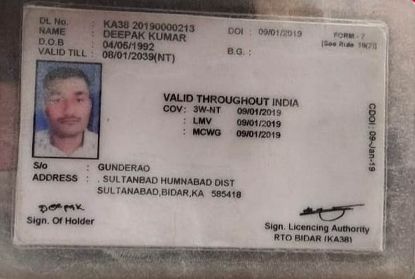 DL No. : KA38 20190000213 DOI : 09/01/2019 FORM - 7
NAME : DEEPAK KUMAR [See Rule 16(2)]
D.O.B : 04/05/1992 B.G. :
VALID TILL : 08/01/2039(NT)
VALID THROUGHOUT INDIA
COV: 3W-NT 09/01/2019
: LMV 09/01/2019
: MCWG 09/01/2019
CDOI : 09-Jan-19
S/o : GUNDERAO
ADDRESS : . SULTANBAD HUMNABAD DIST
SULTANABAD,BIDAR,KA 585418
DEEPAK
Sign. Of Holder
Sign. Licencing Authority
RTO BIDAR (KA38)